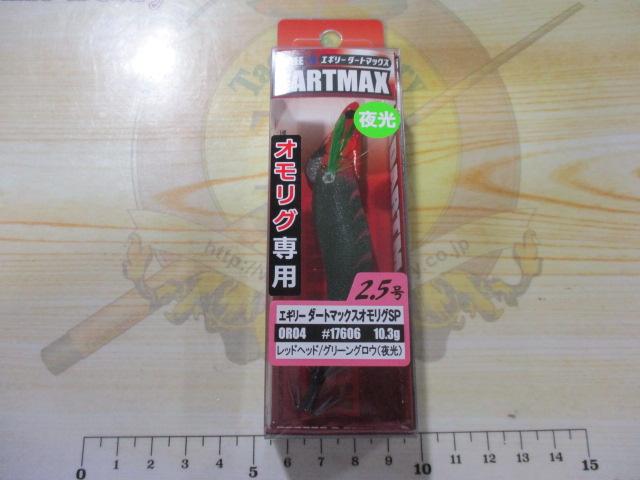 エギリーダートマックス
ARTMAX
夜光
オモリグ専用
2.5号
エギリー ダートマックスオモリグSP
OR04 #17606 10.3g
レッドヘッド/グリーングロウ(夜光)
0 1 2 3 4 5 6 7 8 9 10 11 12 13 14 15